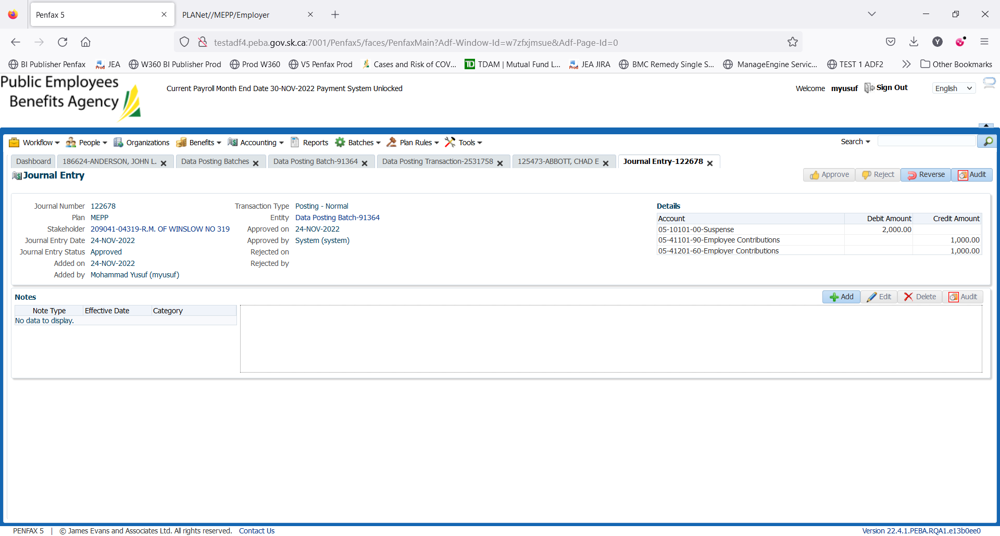 Penfax 5
PLANet//MEPP/Employer
testadf4.peba.gov.sk.ca:7001/Penfax5/faces/PenfaxMain?Adf-Window-Id=w7zfxjmsue&Adf-Page-Id=0
Y
BI Publisher Penfax JEA W360 BI Publisher Prod Prod W360 V5 Penfax Prod Cases and Risk of COV... TDAM | Mutual Fund L... JEA JIRA BMC Remedy Single S... ManageEngine Servic... TEST 1 ADF2 Other Bookmarks
Public Employees
Benefits Agency
Current Payroll Month End Date 30-NOV-2022 Payment System Unlocked
Welcome myusuf Sign Out English
Workflow People Organizations Benefits Accounting Reports Batches Plan Rules Tools Search
Dashboard 186624-ANDERSON, JOHN L. Data Posting Batches Data Posting Batch-91364 Data Posting Transaction-2531758 125473-ABBOTT, CHAD E Journal Entry-122678
Journal Entry
Approve Reject Reverse Audit
Journal Number 122678
Plan MEPP
Stakeholder 209041-04319-R.M. OF WINSLOW NO 319
Journal Entry Date 24-NOV-2022
Journal Entry Status Approved
Added on 24-NOV-2022
Added by Mohammad Yusuf (myusuf)
Transaction Type Posting - Normal
Entity Data Posting Batch-91364
Approved on 24-NOV-2022
Approved by System (system)
Rejected on
Rejected by
Details
Account Debit Amount Credit Amount
05-10101-00-Suspense 2,000.00
05-41101-90-Employee Contributions 1,000.00
05-41201-60-Employer Contributions 1,000.00
Notes
Add Edit Delete Audit
Note Type Effective Date Category
No data to display.
PENFAX 5 | © James Evans and Associates Ltd. All rights reserved. Contact Us
Version 22.4.1.PEBA.RQA1.e13b0ee0